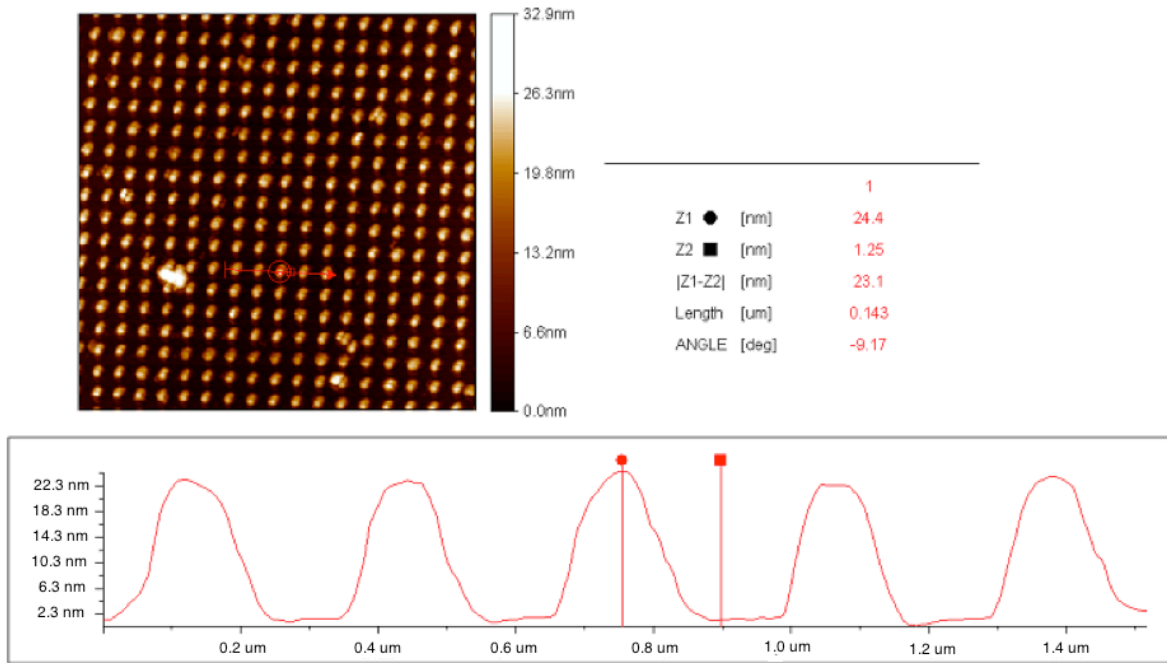 32.9nm
26.3nm
19.8nm
13.2nm
6.6nm
0.0nm
1
Z1 [nm] 24.4
Z2 [nm] 1.25
|Z1-Z2| [nm] 23.1
Length [um] 0.143
ANGLE [deg] -9.17
22.3 nm
18.3 nm
14.3 nm
10.3 nm
6.3 nm
2.3 nm
0.2 um 0.4 um 0.6 um 0.8 um 1.0 um 1.2 um 1.4 um